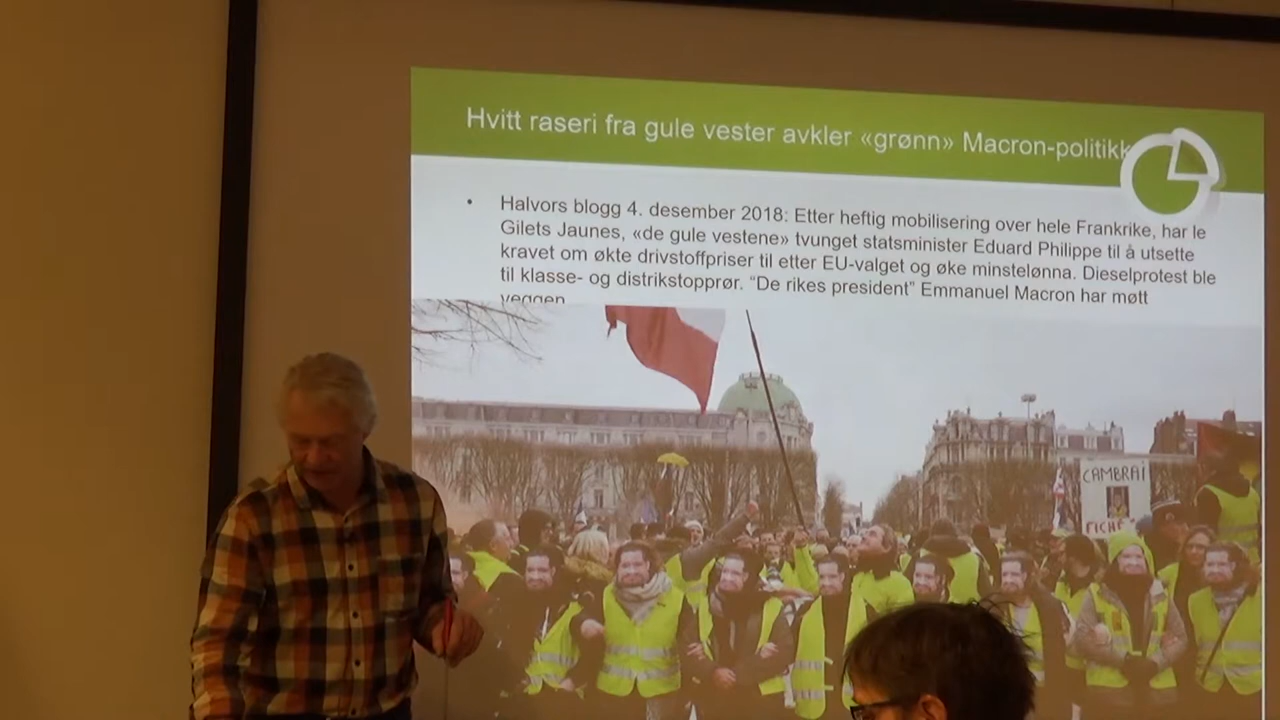 Hvitt raseri fra gule vester avkler «grønn» Macron-politikk
• Halvors blogg 4. desember 2018: Etter heftig mobilisering over hele Frankrike, har le
Gilets Jaunes, «de gule vestene» tvunget statsminister Eduard Philippe til å utsette
kravet om økte drivstoffpriser til etter EU-valget og øke minstelønna. Dieselprotest ble
til klasse- og distriktstopprør. "De rikes president" Emmanuel Macron har møtt
veggen
CAMBRAI
FICHE